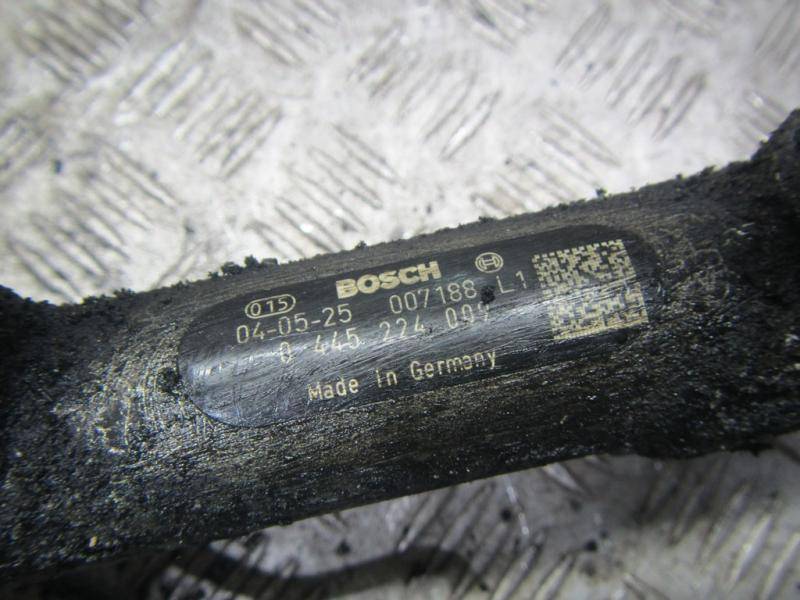 BOSCH
015
04-05-25 007188 L1
0 445 224 
Made in Germany